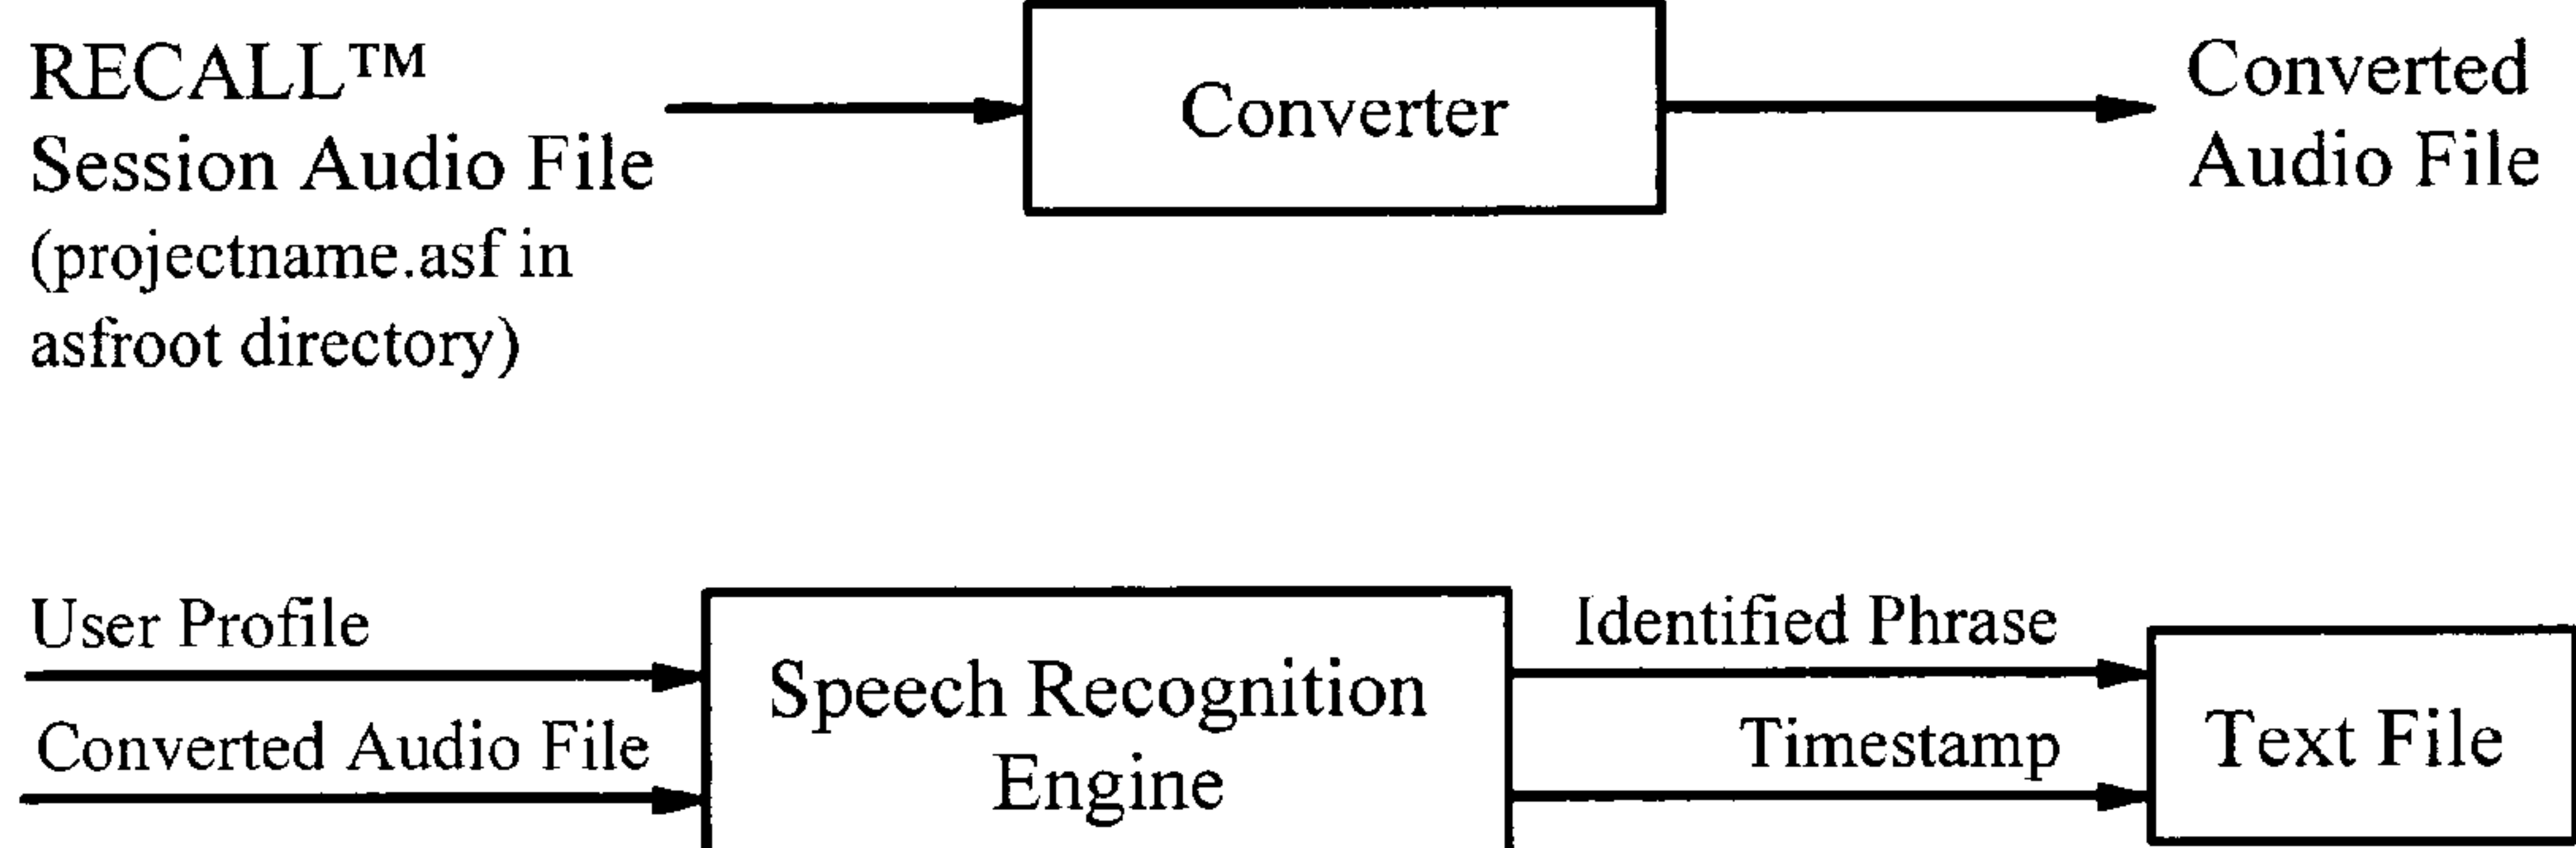 RECALL™
Session Audio File
(projectname.asf in
asfroot directory)
Converter
Converted
Audio File
User Profile
Converted Audio File
Speech Recognition
Engine
Identified Phrase
Timestamp
Text File